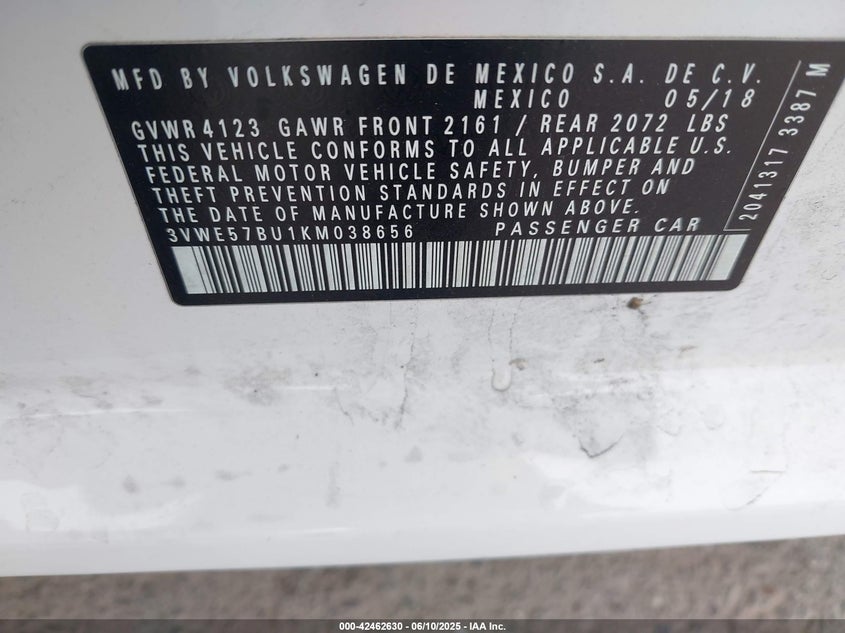 MFD BY VOLKSWAGEN DE MEXICO S.A. DE C.V.
MEXICO 05/18
GVWR 4123 GAWR FRONT 2161 / REAR 2072 LBS
THIS VEHICLE CONFORMS TO ALL APPLICABLE U.S.
FEDERAL MOTOR VEHICLE SAFETY, BUMPER AND
THEFT PREVENTION STANDARDS IN EFFECT ON
THE DATE OF MANUFACTURE SHOWN ABOVE.
3VWE57BU1KM038656 PASSENGER CAR
2041317 3387 M
000-42462630 - 06/10/2025 - IAA Inc.